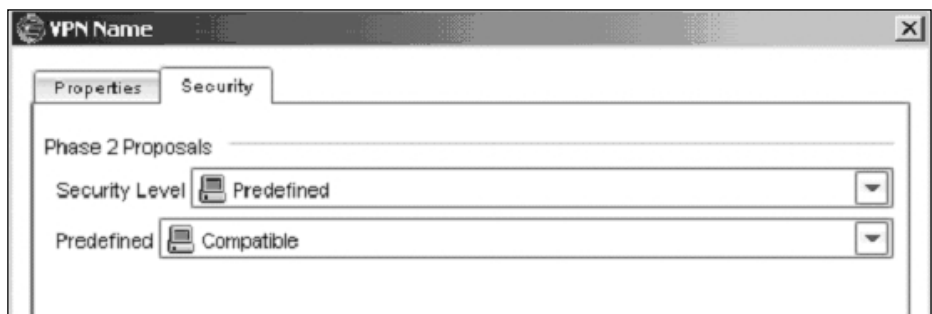 VPN Name
Properties Security
Phase 2 Proposals
Security Level Predefined
Predefined Compatible